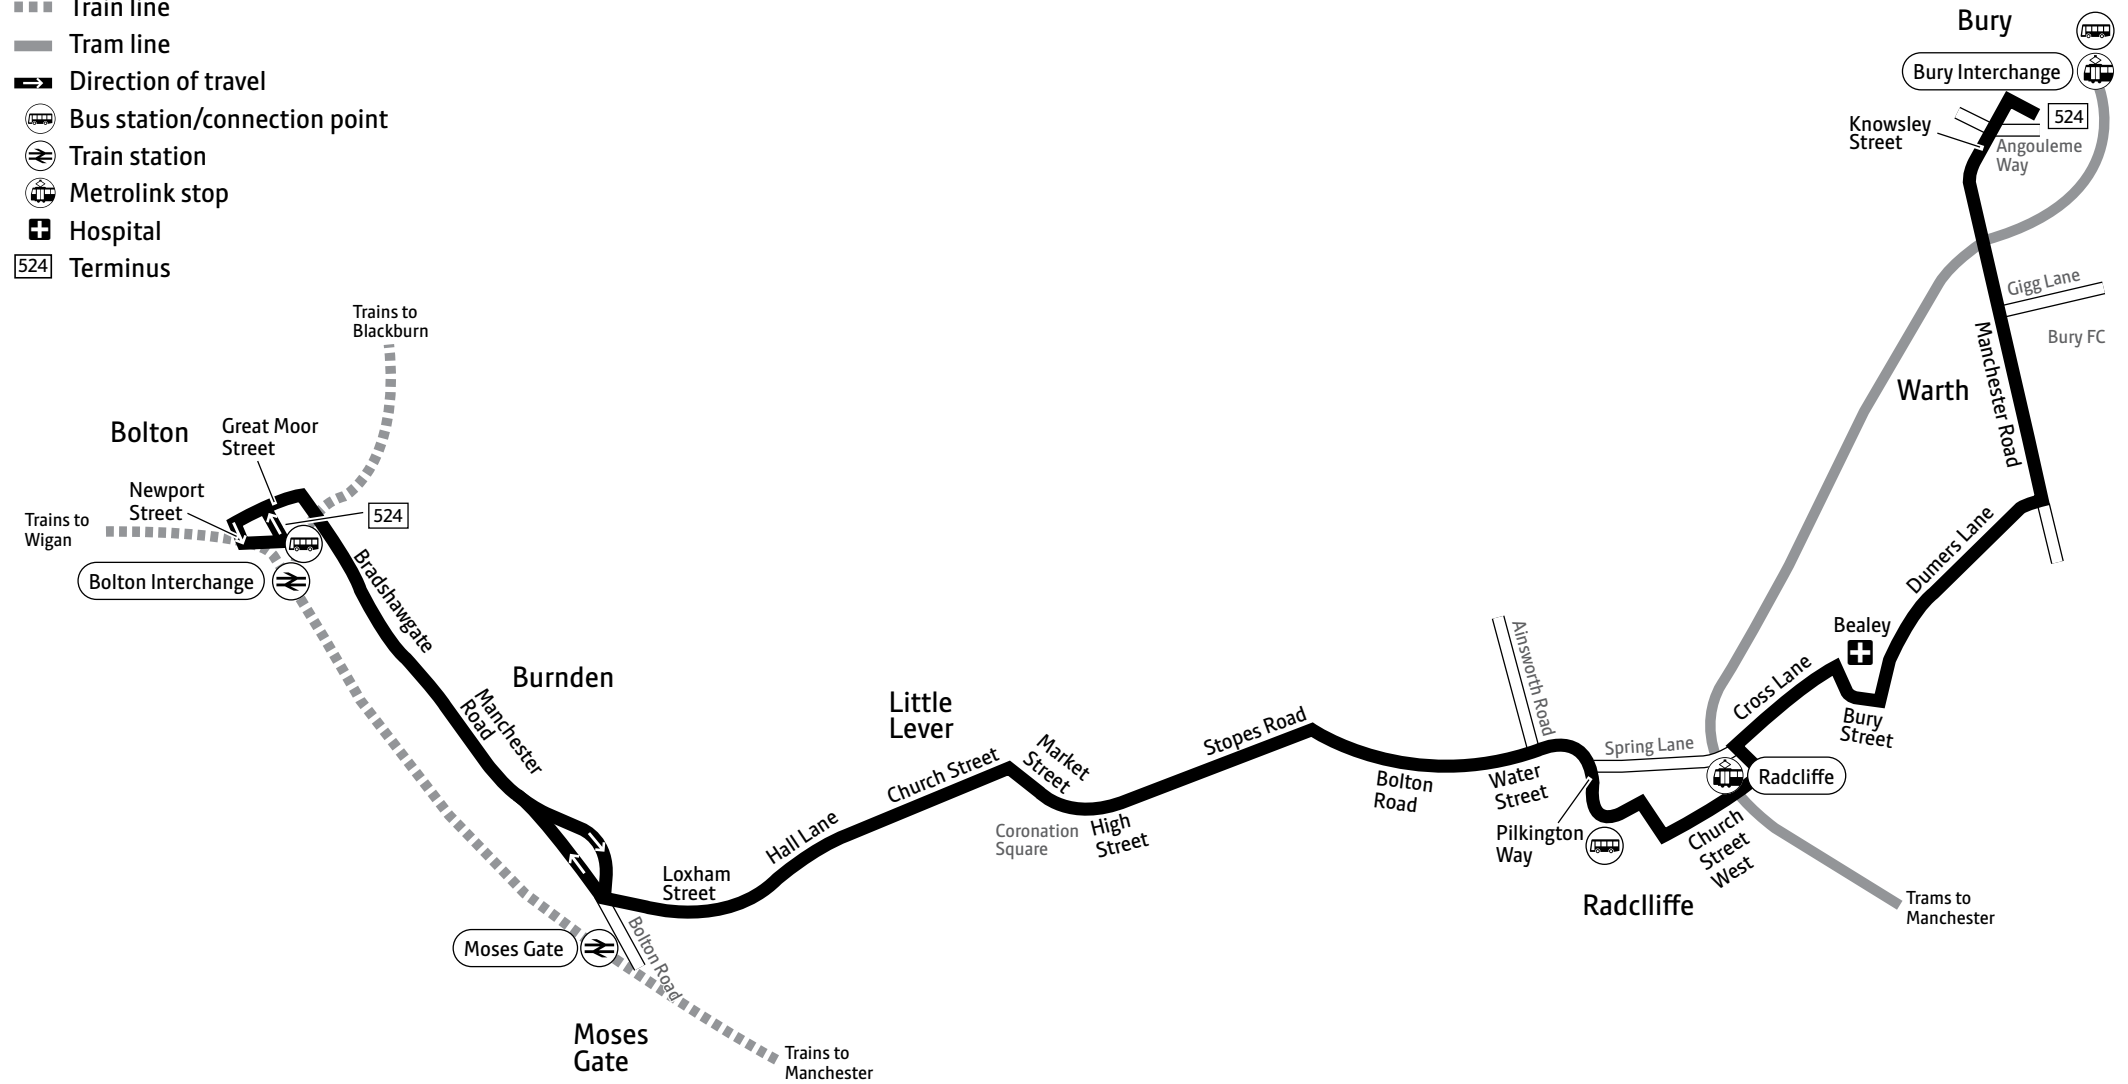 Train line
Tram line
Direction of travel
Bus station/connection point
Train station
Metrolink stop
Hospital
524 Terminus
Bury
Bury Interchange
524
Knowsley
Street
Angouleme
Way
Gigg Lane
Bury FC
Manchester Road
Warth
Trains to
Blackburn
Bolton
Great Moor
Street
Newport
Street
524
Trains to
Wigan
Bolton Interchange
Bradshawgate
Burnden
Manchester
Road
Little
Lever
Church Street
Market
Street
Hall Lane
Coronation
Square
High
Street
Loxham
Street
Stopes Road
Bolton
Road
Ainsworth Road
Water
Street
Spring Lane
Pilkington
Way
Radclliffe
Radcliffe
Church
Street
West
Cross Lane
Bealey
Bury
Street
Dumers Lane
Trams to
Manchester
Moses Gate
Bolton Road
Moses
Gate
Trains to
Manchester